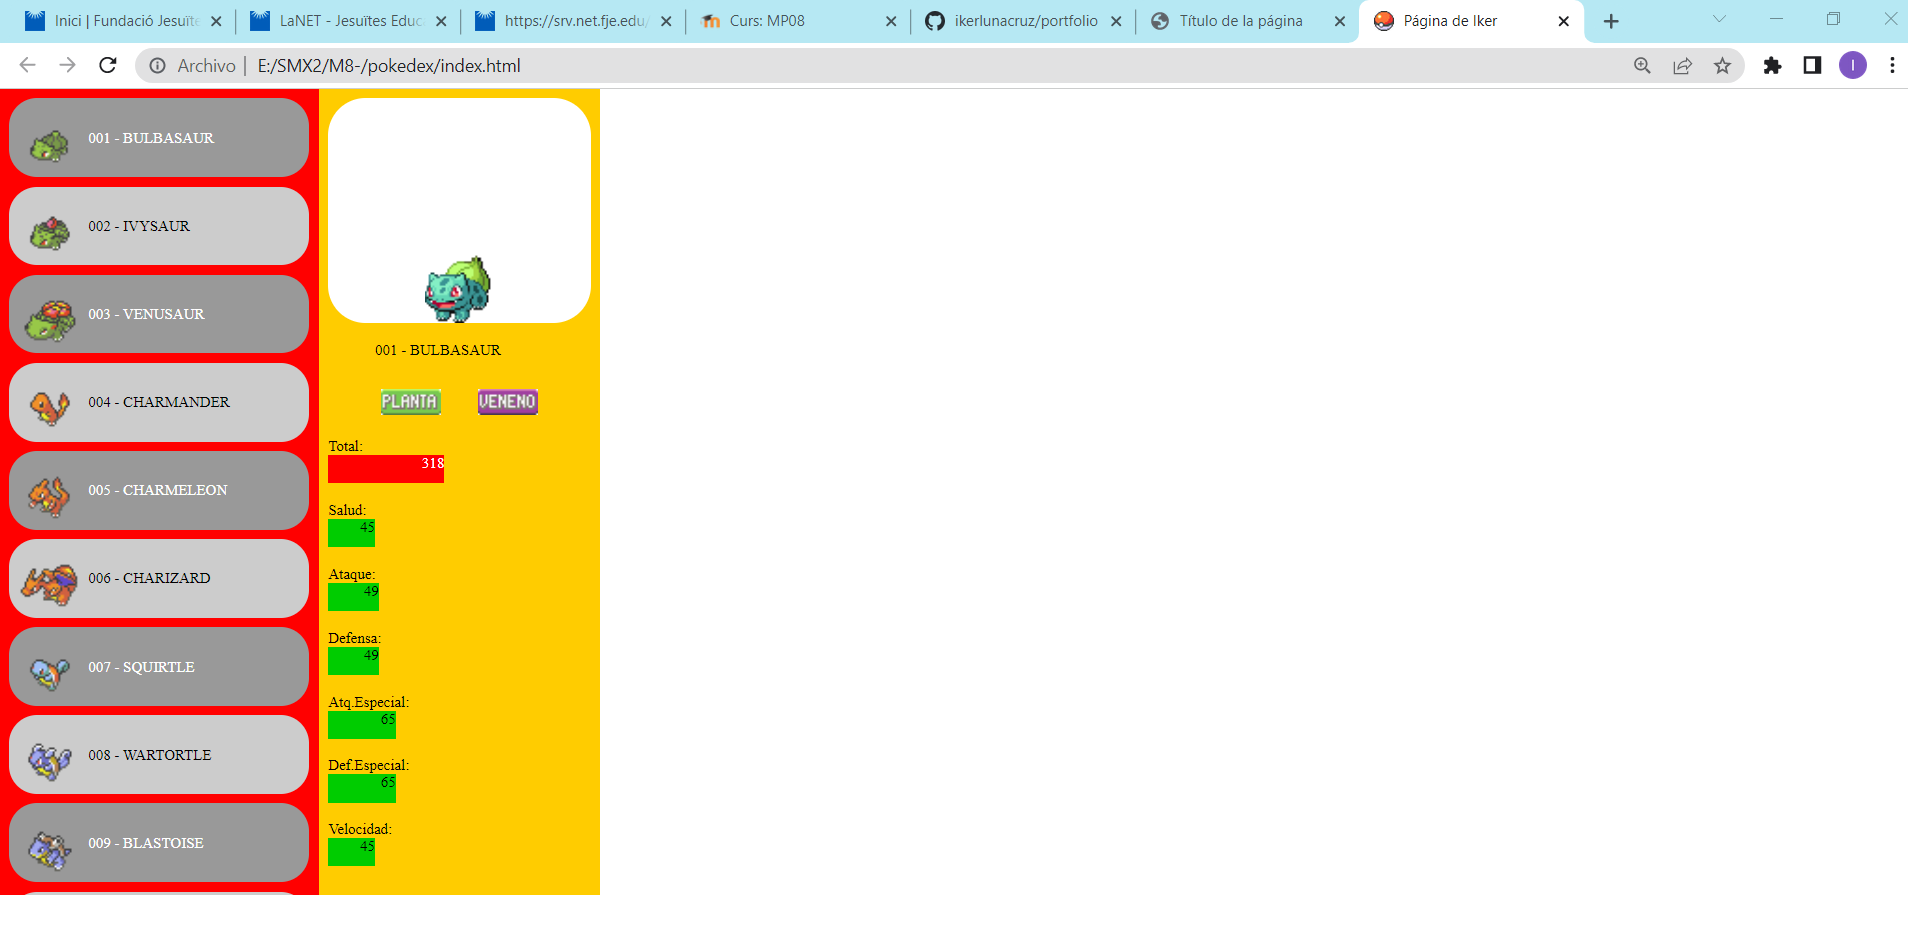 Inici | Fundació Jesuïte
LaNET - Jesuïtes Educa
https://srv.net.fje.edu/
Curs: MP08
ikerlunacruz/portfolio
Título de la página
Página de Iker
Archivo | E:/SMX2/M8-/pokedex/index.html
I
001 - BULBASAUR
002 - IVYSAUR
003 - VENUSAUR
004 - CHARMANDER
005 - CHARMELEON
006 - CHARIZARD
007 - SQUIRTLE
008 - WARTORTLE
009 - BLASTOISE
001 - BULBASAUR
PLANTA VENENO
Total:
318
Salud:
45
Ataque:
49
Defensa:
49
Atq.Especial:
65
Def.Especial:
65
Velocidad:
45